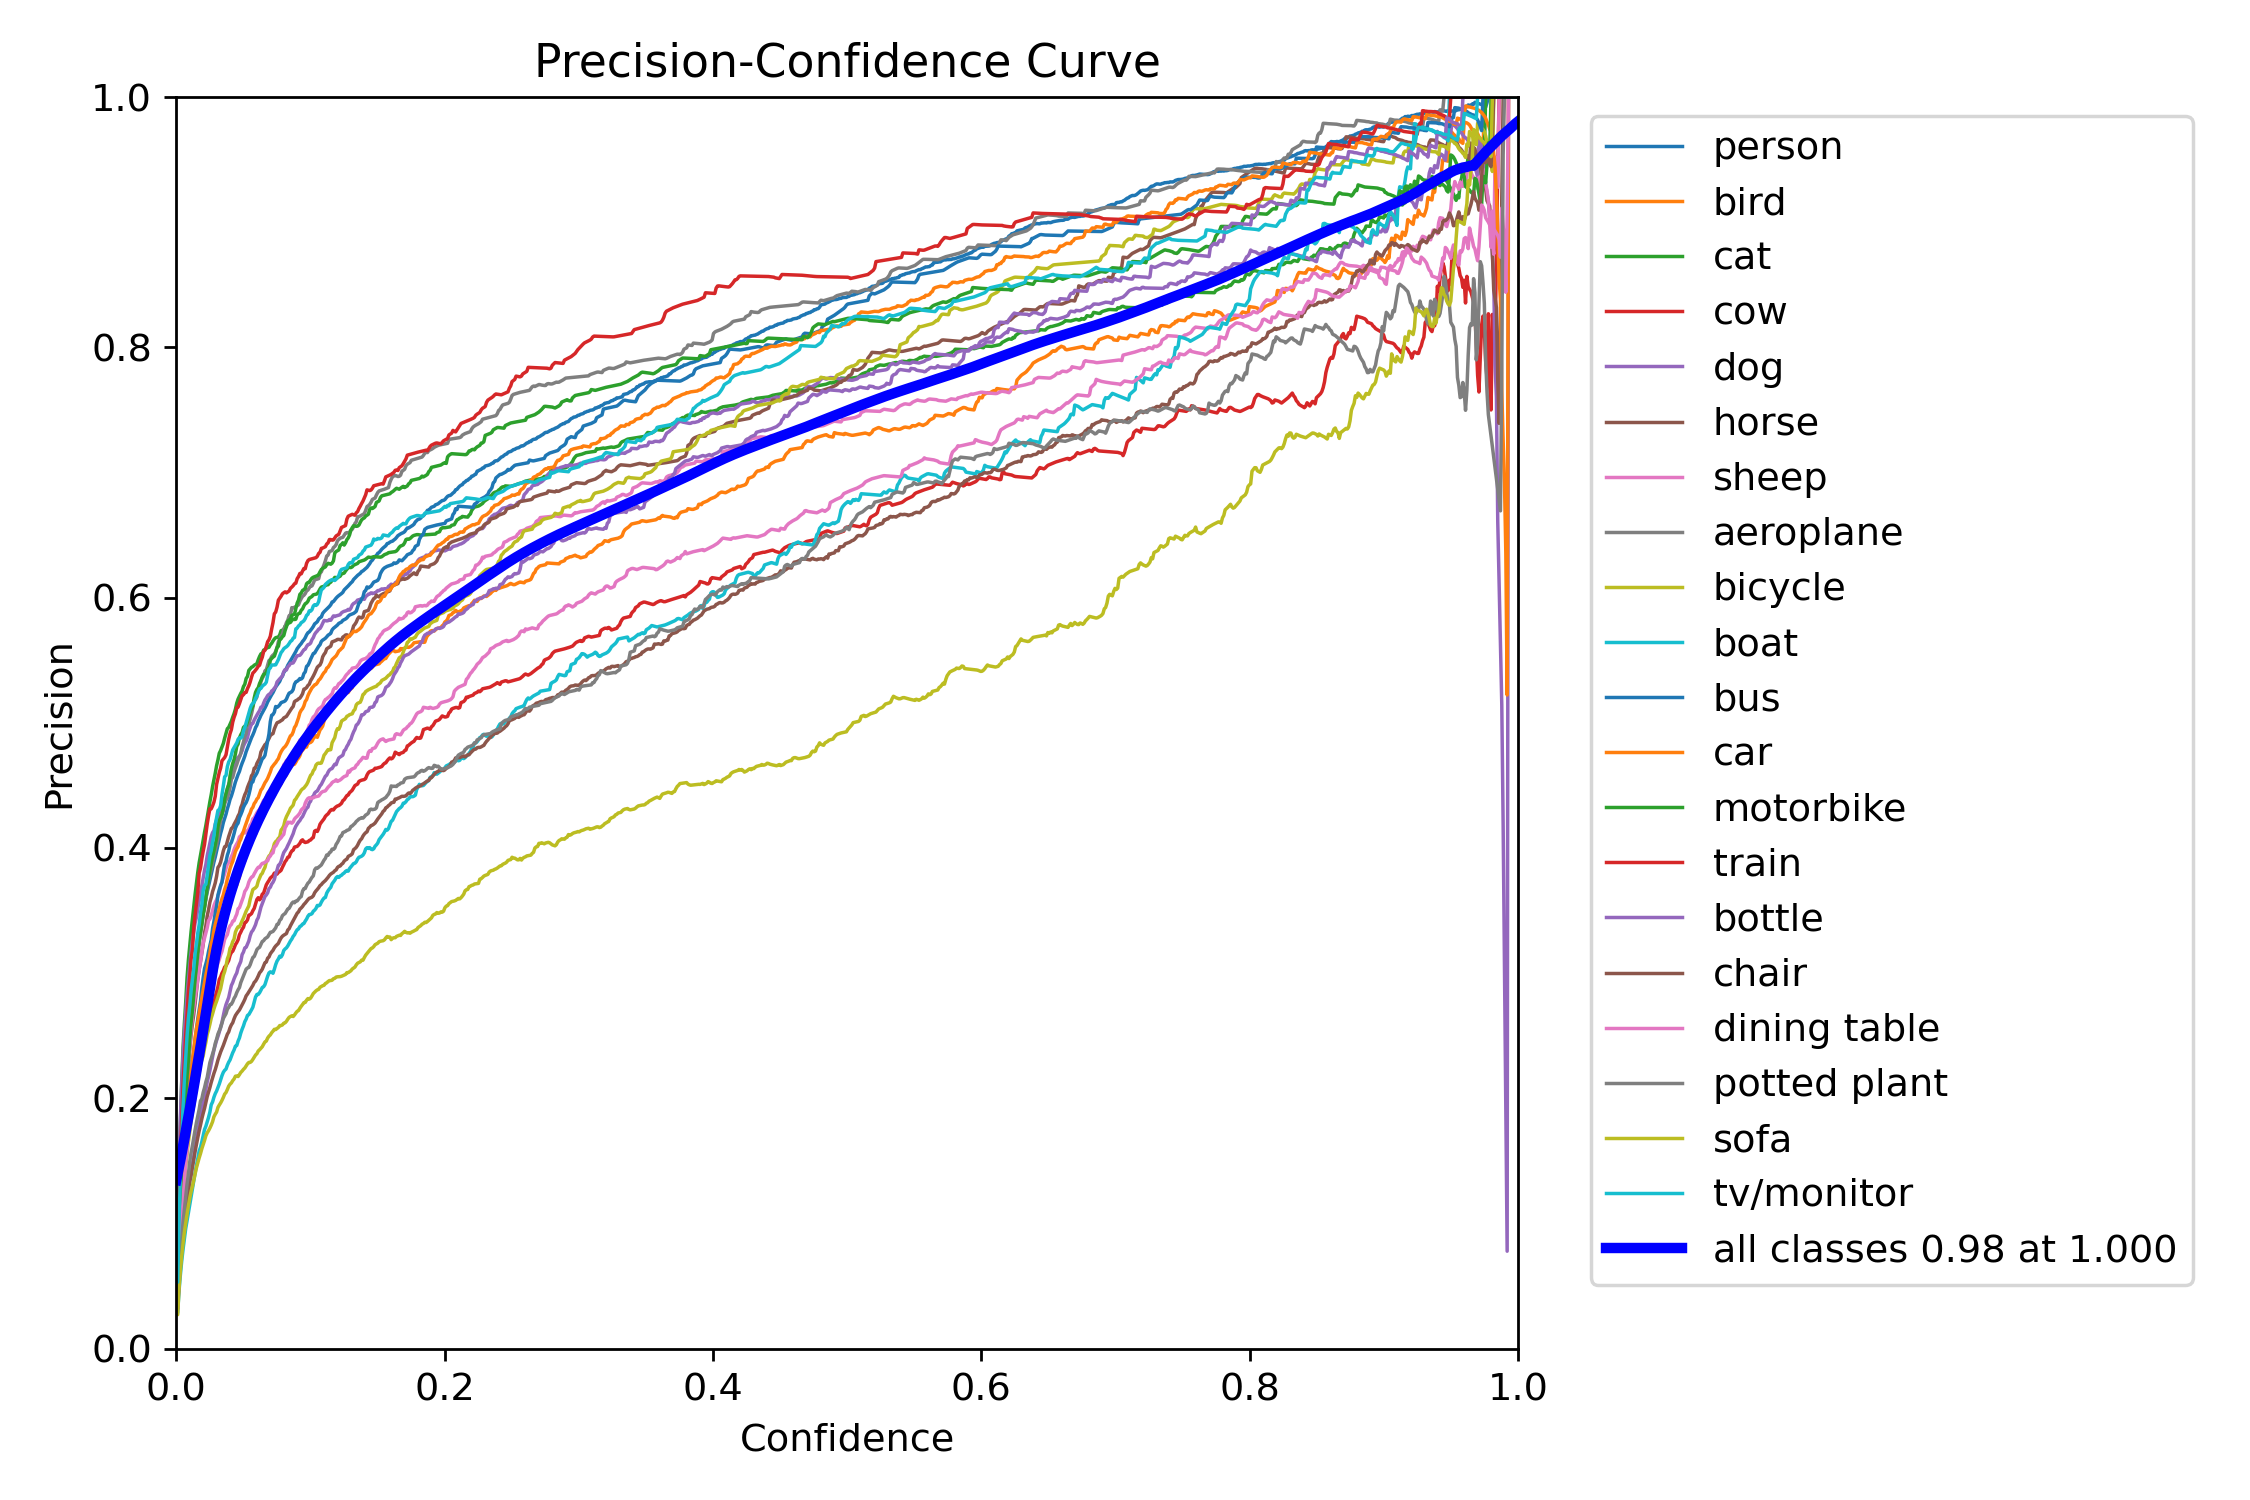 Precision-Confidence Curve
1.0
0.8
0.6
0.4
0.2
0.0
Precision
0.0 0.2 0.4 0.6 0.8 1.0
Confidence
person
bird
cat
cow
dog
horse
sheep
aeroplane
bicycle
boat
bus
car
motorbike
train
bottle
chair
dining table
potted plant
sofa
tv/monitor
all classes 0.98 at 1.000